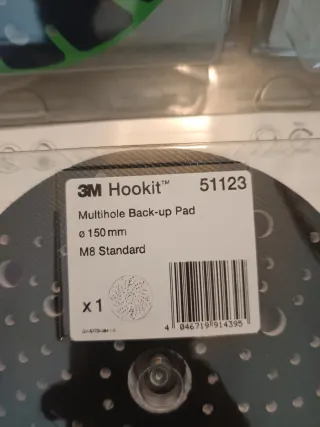 3M Hookit™ 51123
Multihole Back-up Pad
ø 150 mm
M8 Standard
x 1
4 046719 914395